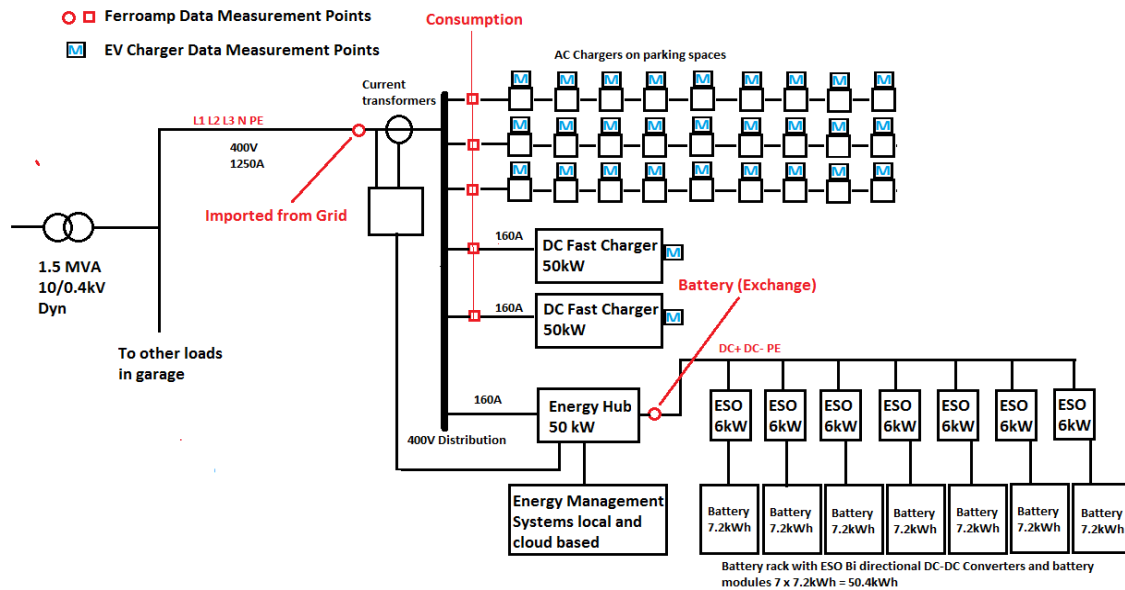 Ferroamp Data Measurement Points
M EV Charger Data Measurement Points
Consumption
AC Chargers on parking spaces
M M M M M M M M M
M M M M M M M M M
M M M M M M M M M
Current
transformers
L1 L2 L3 N PE
400V
1250A
Imported from Grid
1.5 MVA
10/0.4kV
Dyn
To other loads
in garage
160A
DC Fast Charger
50kW
M
160A
DC Fast Charger
50kW
M
Battery (Exchange)
DC+ DC- PE
160A
Energy Hub
50 kW
400V Distribution
Energy Management
Systems local and
cloud based
ESO
6kW
ESO
6kW
ESO
6kW
ESO
6kW
ESO
6kW
ESO
6kW
ESO
6kW
Battery
7.2kWh
Battery
7.2kWh
Battery
7.2kWh
Battery
7.2kWh
Battery
7.2kWh
Battery
7.2kWh
Battery
7.2kWh
Battery rack with ESO Bi directional DC-DC Converters and battery
modules 7 x 7.2kWh = 50.4kWh